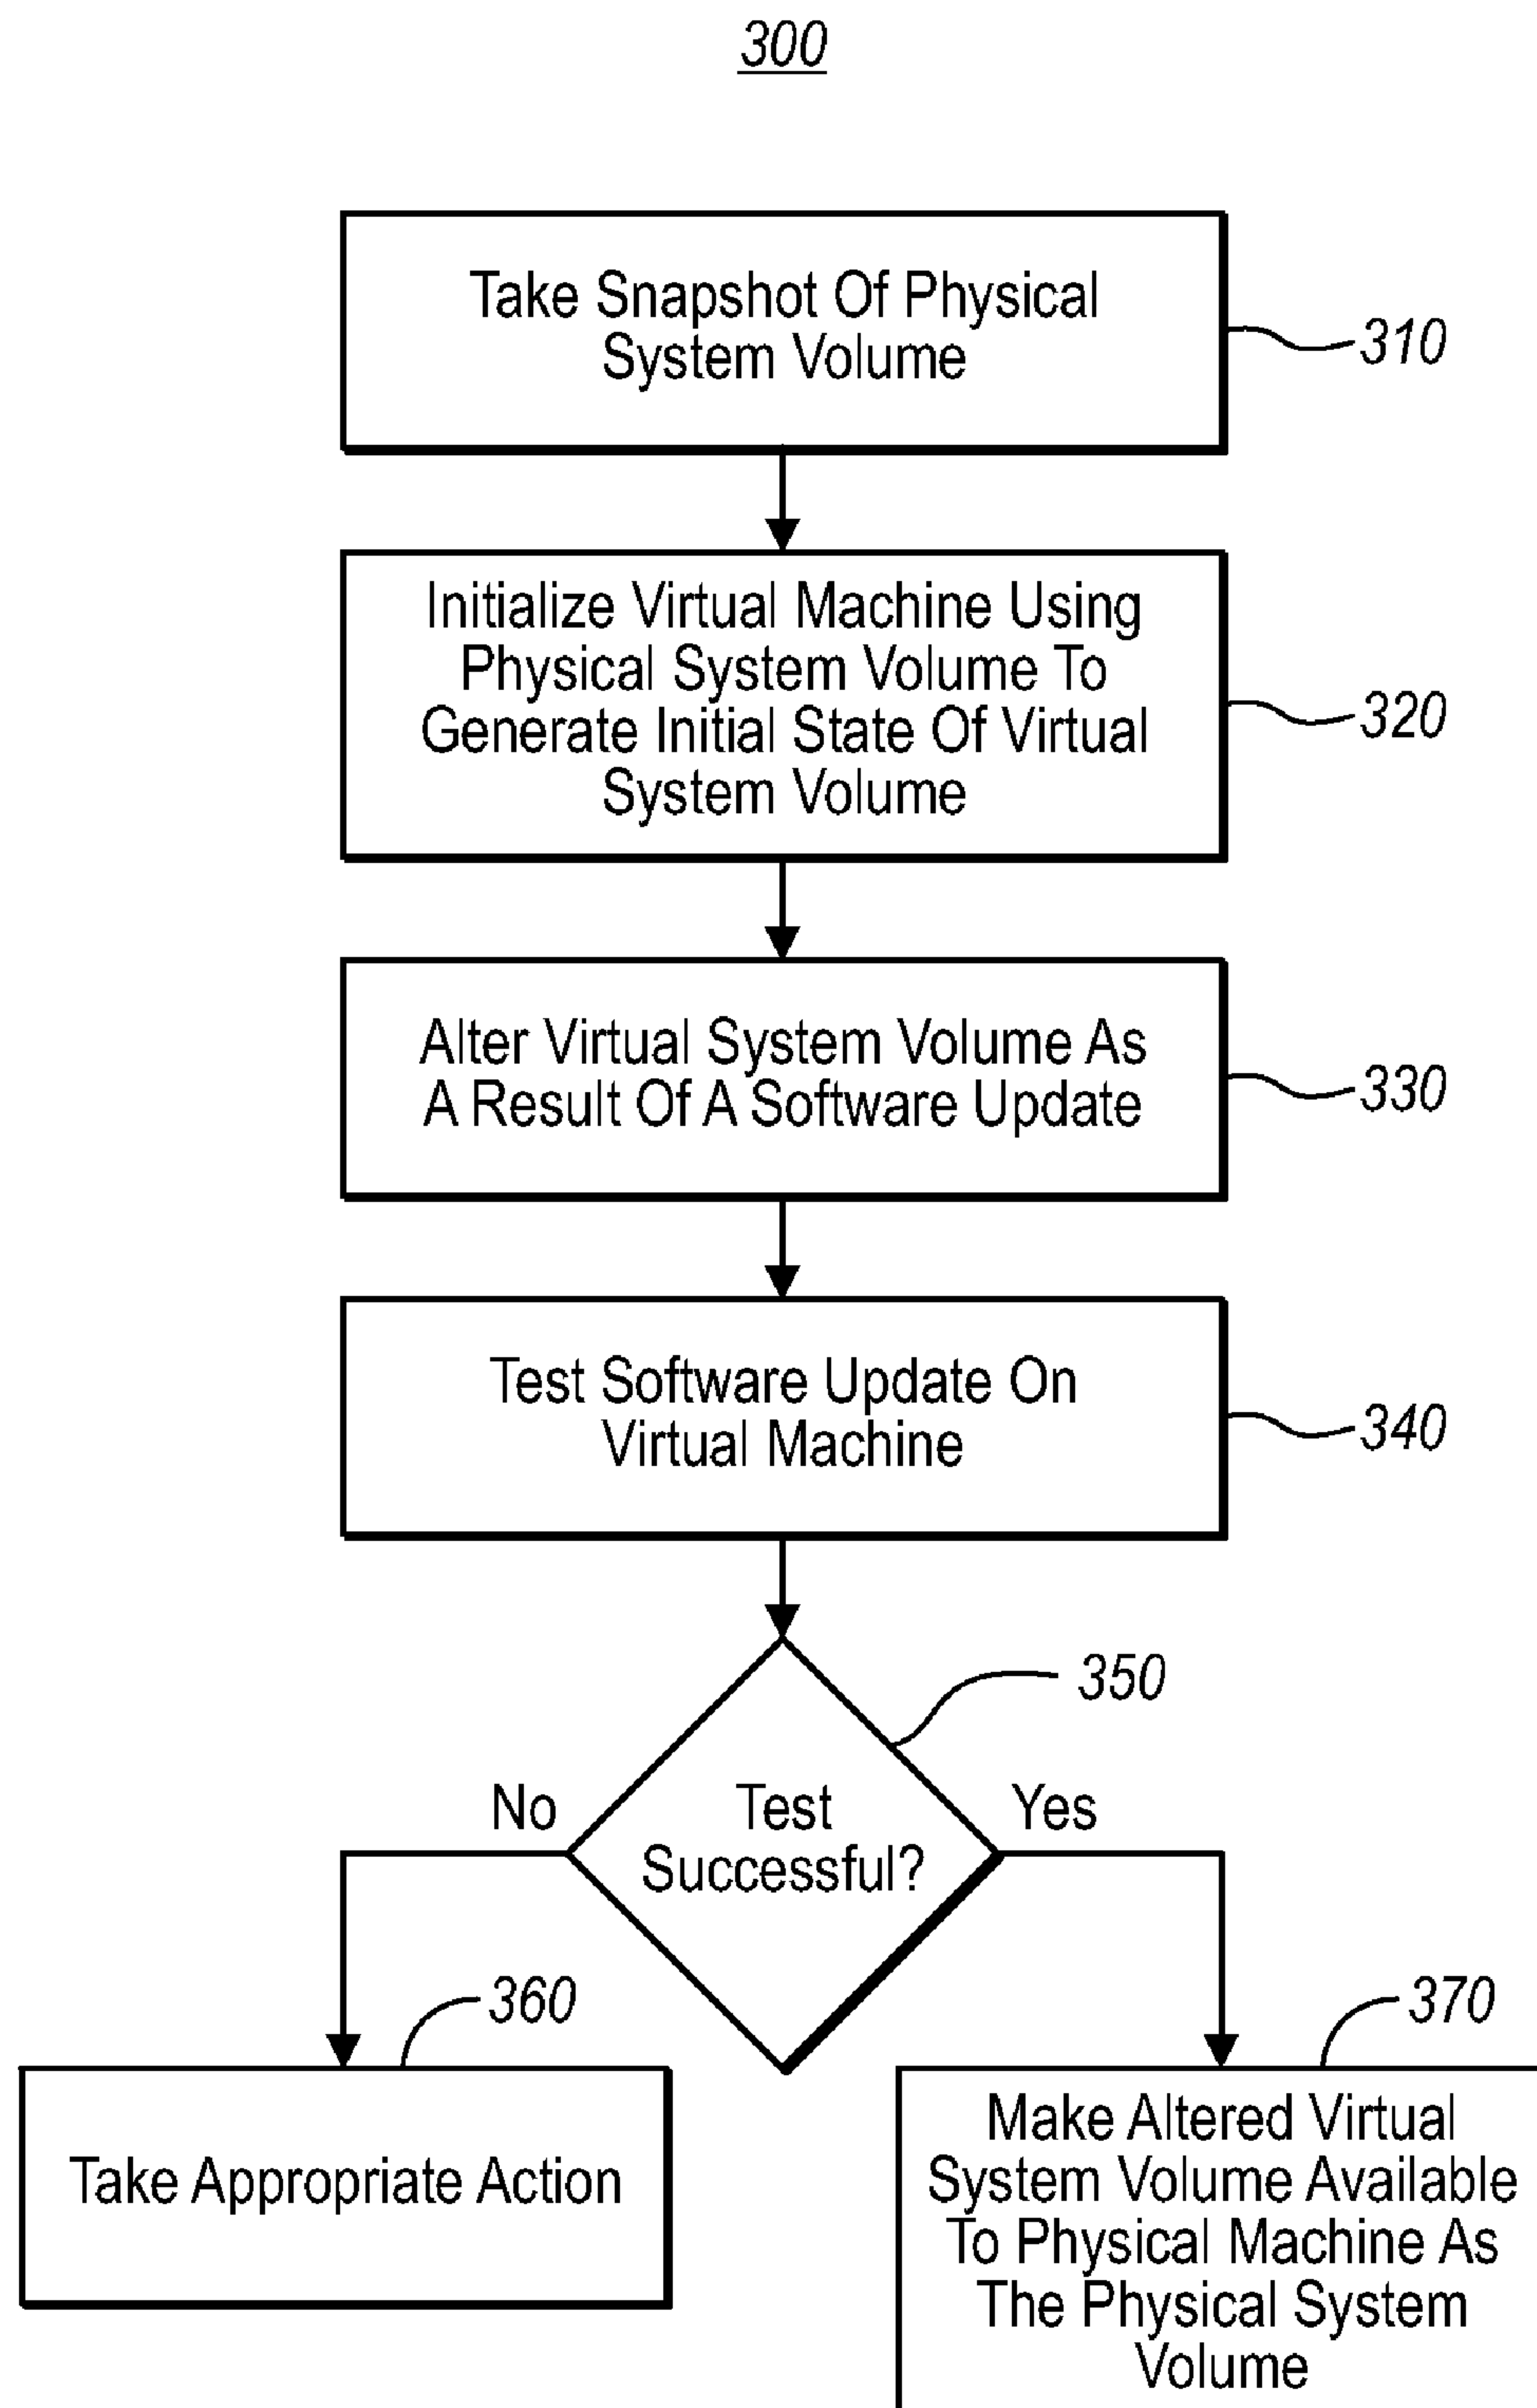 300
Take Snapshot Of Physical
System Volume
310
Initialize Virtual Machine Using
Physical System Volume To
Generate Initial State Of Virtual
System Volume
320
Alter Virtual System Volume As
A Result Of A Software Update
330
Test Software Update On
Virtual Machine
340
350
No
Test
Successful?
Yes
360
Take Appropriate Action
370
Make Altered Virtual
System Volume Available
To Physical Machine As
The Physical System
Volume